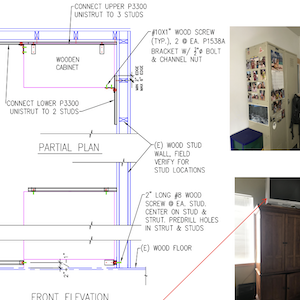 CONNECT UPPER P3300
UNISTRUT TO 3 STUDS
WOODEN
CABINET
CONNECT LOWER P3300
UNISTRUT TO 2 STUDS
#10X1" WOOD SCREW
(TYP.), 2 @ EA. P1538A
BRACKET W/ ⌀ BOLT
& CHANNEL NUT
PARTIAL PLAN
(E) WOOD STUD
WALL, FIELD
VERIFY FOR
STUD LOCATIONS
2" LONG #8 WOOD
SCREW @ EA. STUD.
CENTER ON STUD &
STRUT. PREDRILL HOLES
IN STRUT & STUDS
(E) WOOD FLOOR
FRONT ELEVATION